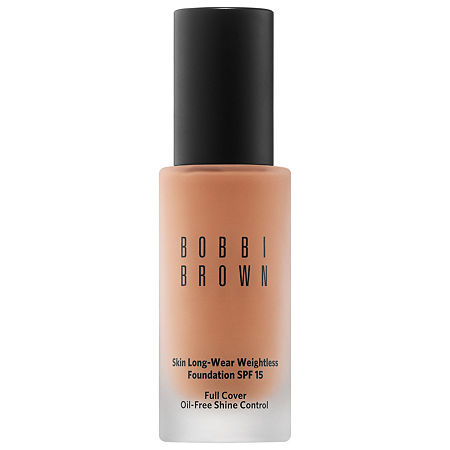 BOBBI
BROWN
Skin Long-Wear Weightless
Foundation SPF 15
Full Cover
Oil-Free Shine Control